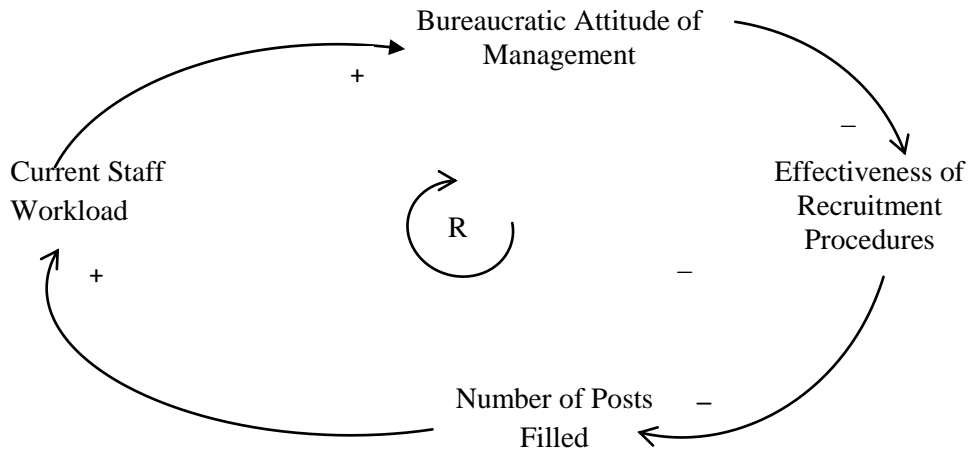 Bureaucratic Attitude of
Management
+
–
Current Staff
Workload
Effectiveness of
Recruitment
Procedures
R
+
–
Number of Posts –
Filled